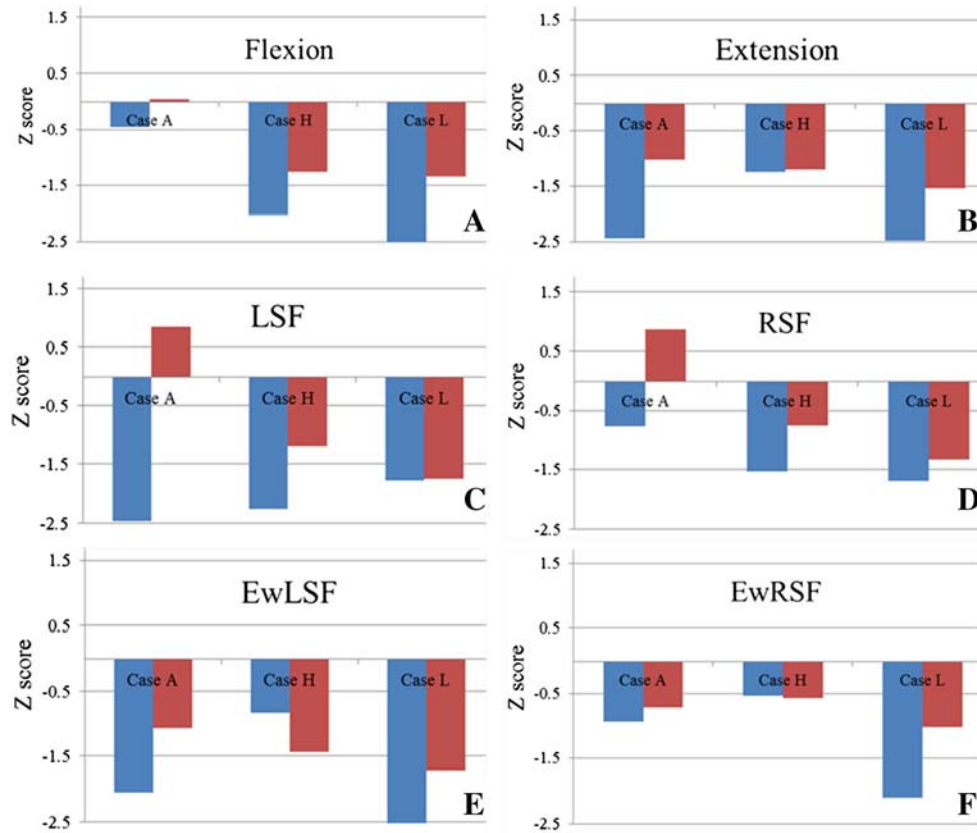 Flexion
1.5
0.5
-0.5
-1.5
-2.5
Z score
Case A
Case H
Case L
A
Extension
1.5
0.5
-0.5
-1.5
-2.5
Z score
Case A
Case H
Case L
B
LSF
1.5
0.5
-0.5
-1.5
-2.5
Z score
Case A
Case H
Case L
C
RSF
1.5
0.5
-0.5
-1.5
-2.5
Z score
Case A
Case H
Case L
D
EwLSF
1.5
0.5
-0.5
-1.5
-2.5
Z score
Case A
Case H
Case L
E
EwRSF
1.5
0.5
-0.5
-1.5
-2.5
Z score
Case A
Case H
Case L
F